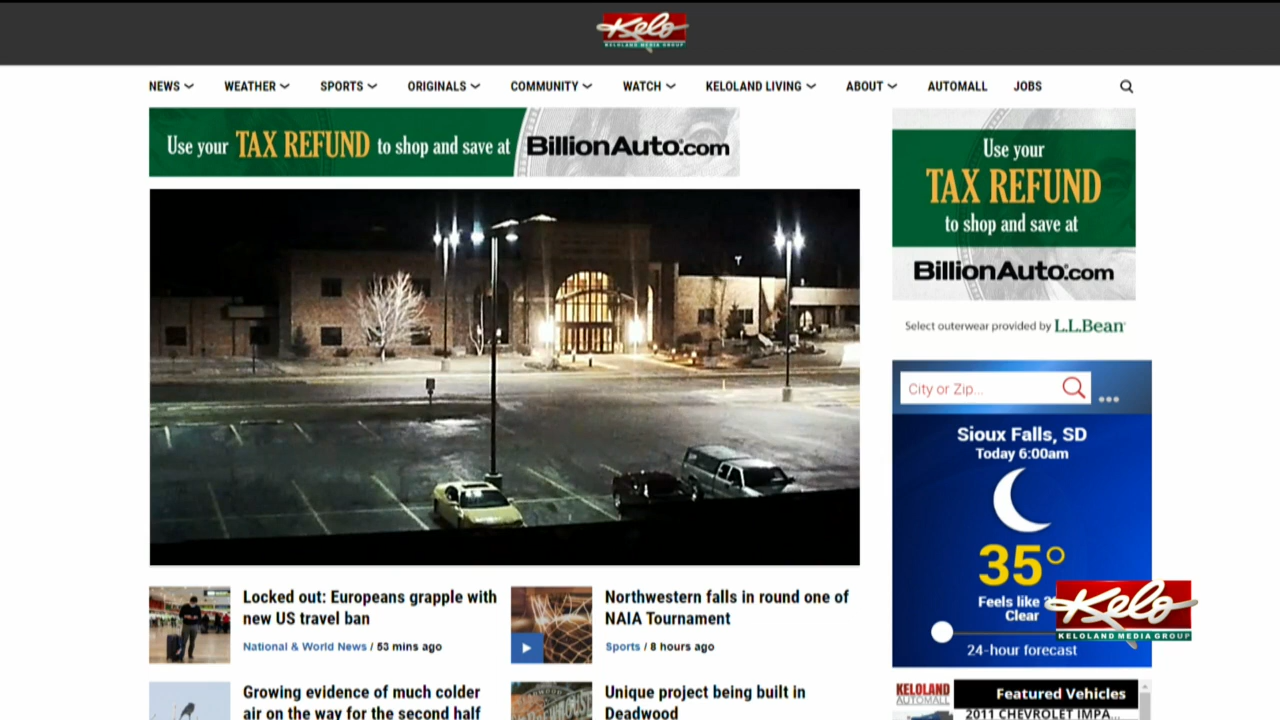 Kelo
KELOLAND MEDIA GROUP
NEWS WEATHER SPORTS ORIGINALS COMMUNITY WATCH KELOLAND LIVING ABOUT AUTOMALL JOBS
Use your TAX REFUND to shop and save at BillionAuto.com
Use your
TAX REFUND
to shop and save at
BillionAuto.com
Select outerwear provided by L.L.Bean
City or Zip...
Sioux Falls, SD
Today 6:00am
35°
Feels like
Clear
24-hour forecast
Kelo
KELOLAND MEDIA GROUP
Locked out: Europeans grapple with
new US travel ban
National & World News / 53 mins ago
Northwestern falls in round one of
NAIA Tournament
Sports / 8 hours ago
Growing evidence of much colder
air on the way for the second half
Unique project being built in
Deadwood
KELOLAND
AUTOMALL
Featured Vehicles
2011 CHEVROLET IMPA...